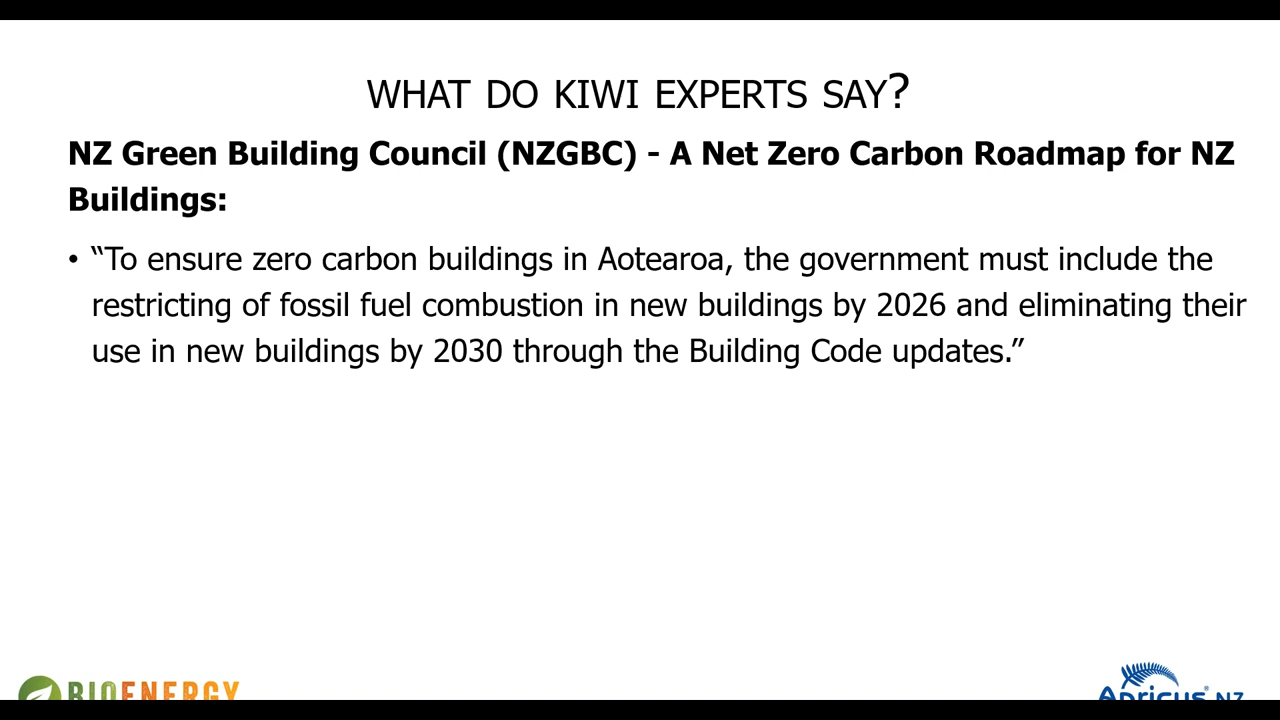 WHAT DO KIWI EXPERTS SAY?
NZ Green Building Council (NZGBC) - A Net Zero Carbon Roadmap for NZ
Buildings:
• “To ensure zero carbon buildings in Aotearoa, the government must include the
restricting of fossil fuel combustion in new buildings by 2026 and eliminating their
use in new buildings by 2030 through the Building Code updates.”
BIOENERGY
Apricus® NZ